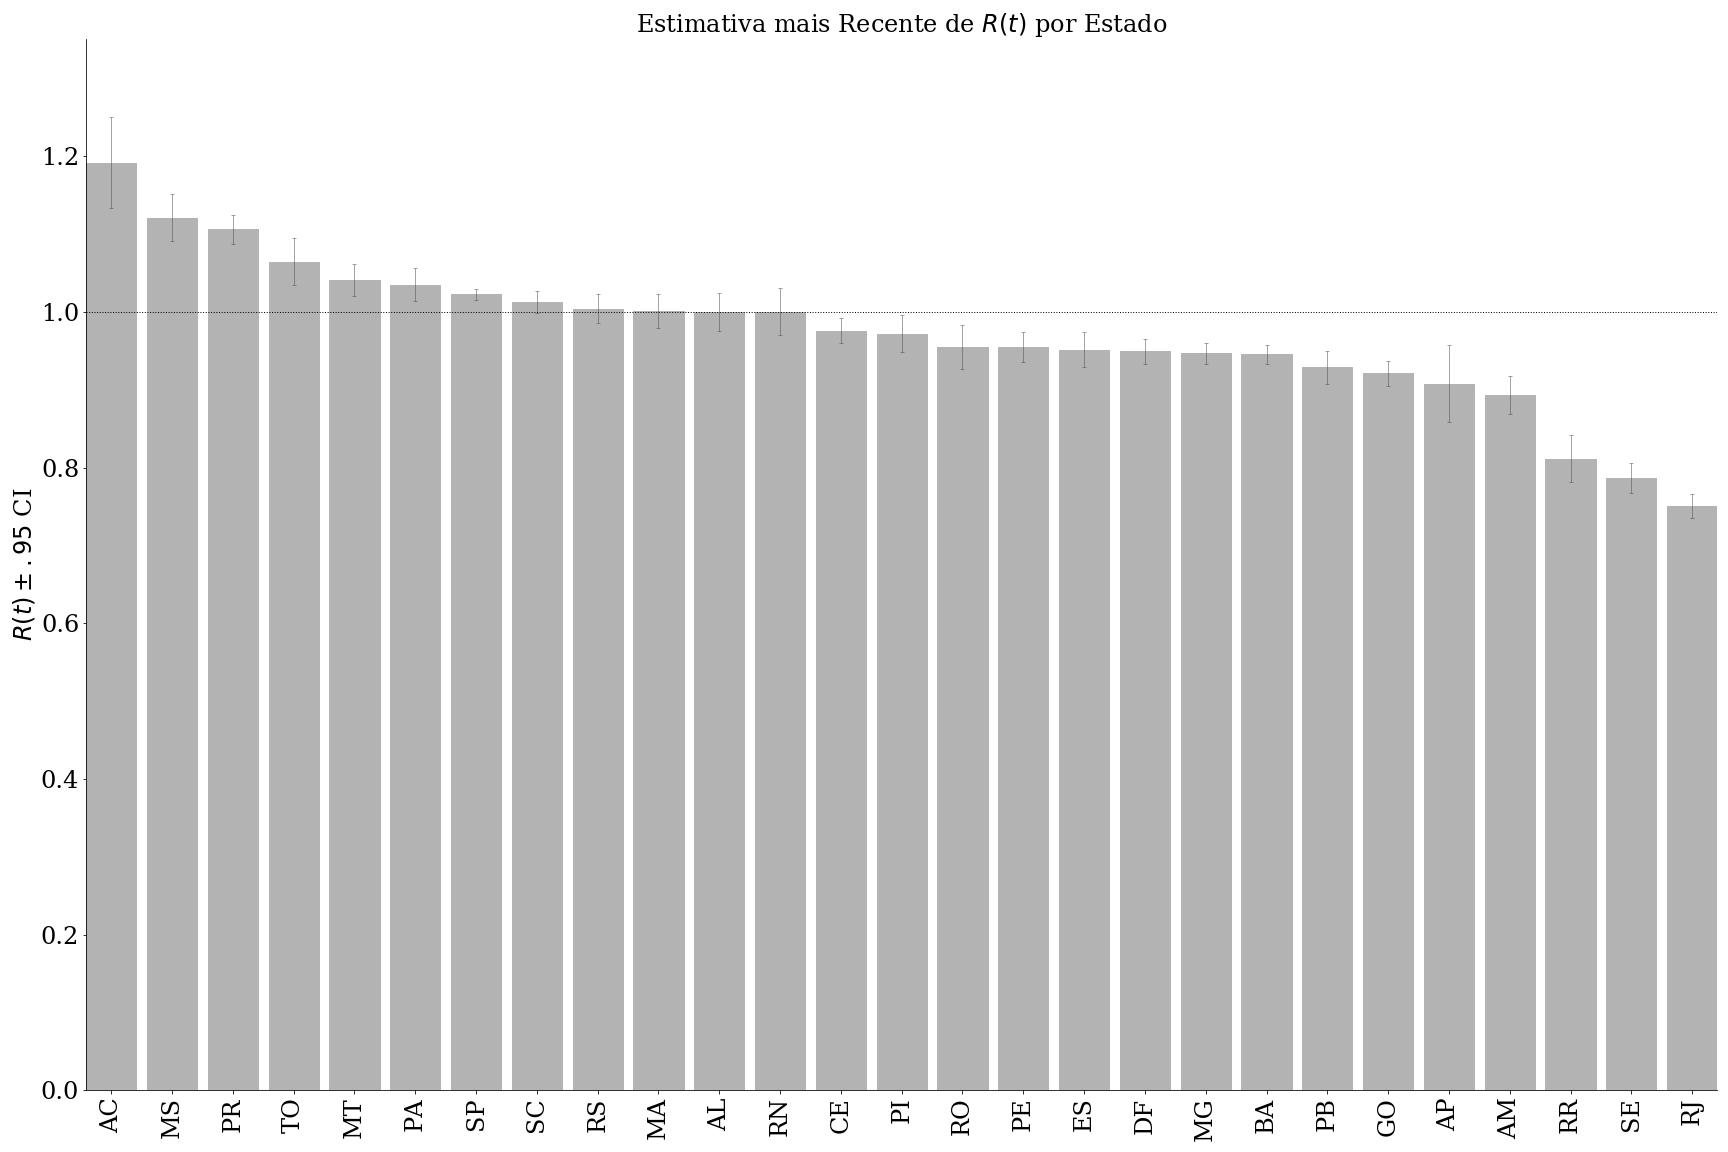 Estimativa mais Recente de R(t) por Estado
R(t) ± .95 CI
1.2
1.0
0.8
0.6
0.4
0.2
0.0
AC MS PR TO MT PA SP SC RS MA AL RN CE PI RO PE ES DF MG BA PB GO AP AM RR SE RJ